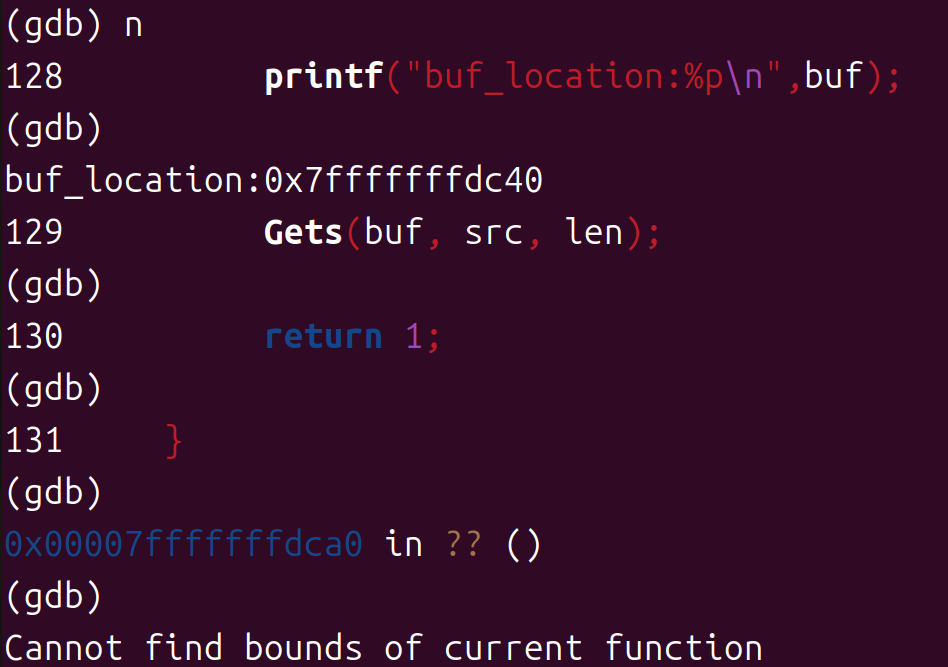 (gdb) n
128          printf("buf_location:%p\n",buf);
(gdb)
buf_location:0x7fffffffdc40
129          Gets(buf, src, len);
(gdb)
130          return 1;
(gdb)
131     }
(gdb)
0x00007fffffffdca0 in ?? ()
(gdb)
Cannot find bounds of current function